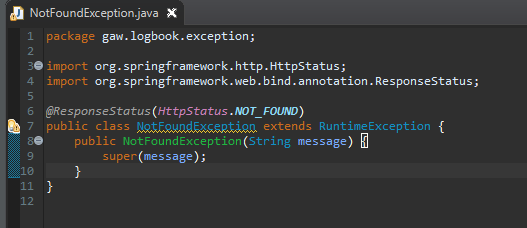 NotFoundException.java
1 package gaw.logbook.exception;
2
3 import org.springframework.http.HttpStatus;
4 import org.springframework.web.bind.annotation.ResponseStatus;
5
6 @ResponseStatus(HttpStatus.NOT_FOUND)
7 public class NotFoundException extends RuntimeException {
8 public NotFoundException(String message) {
9 super(message);
10 }
11 }
12